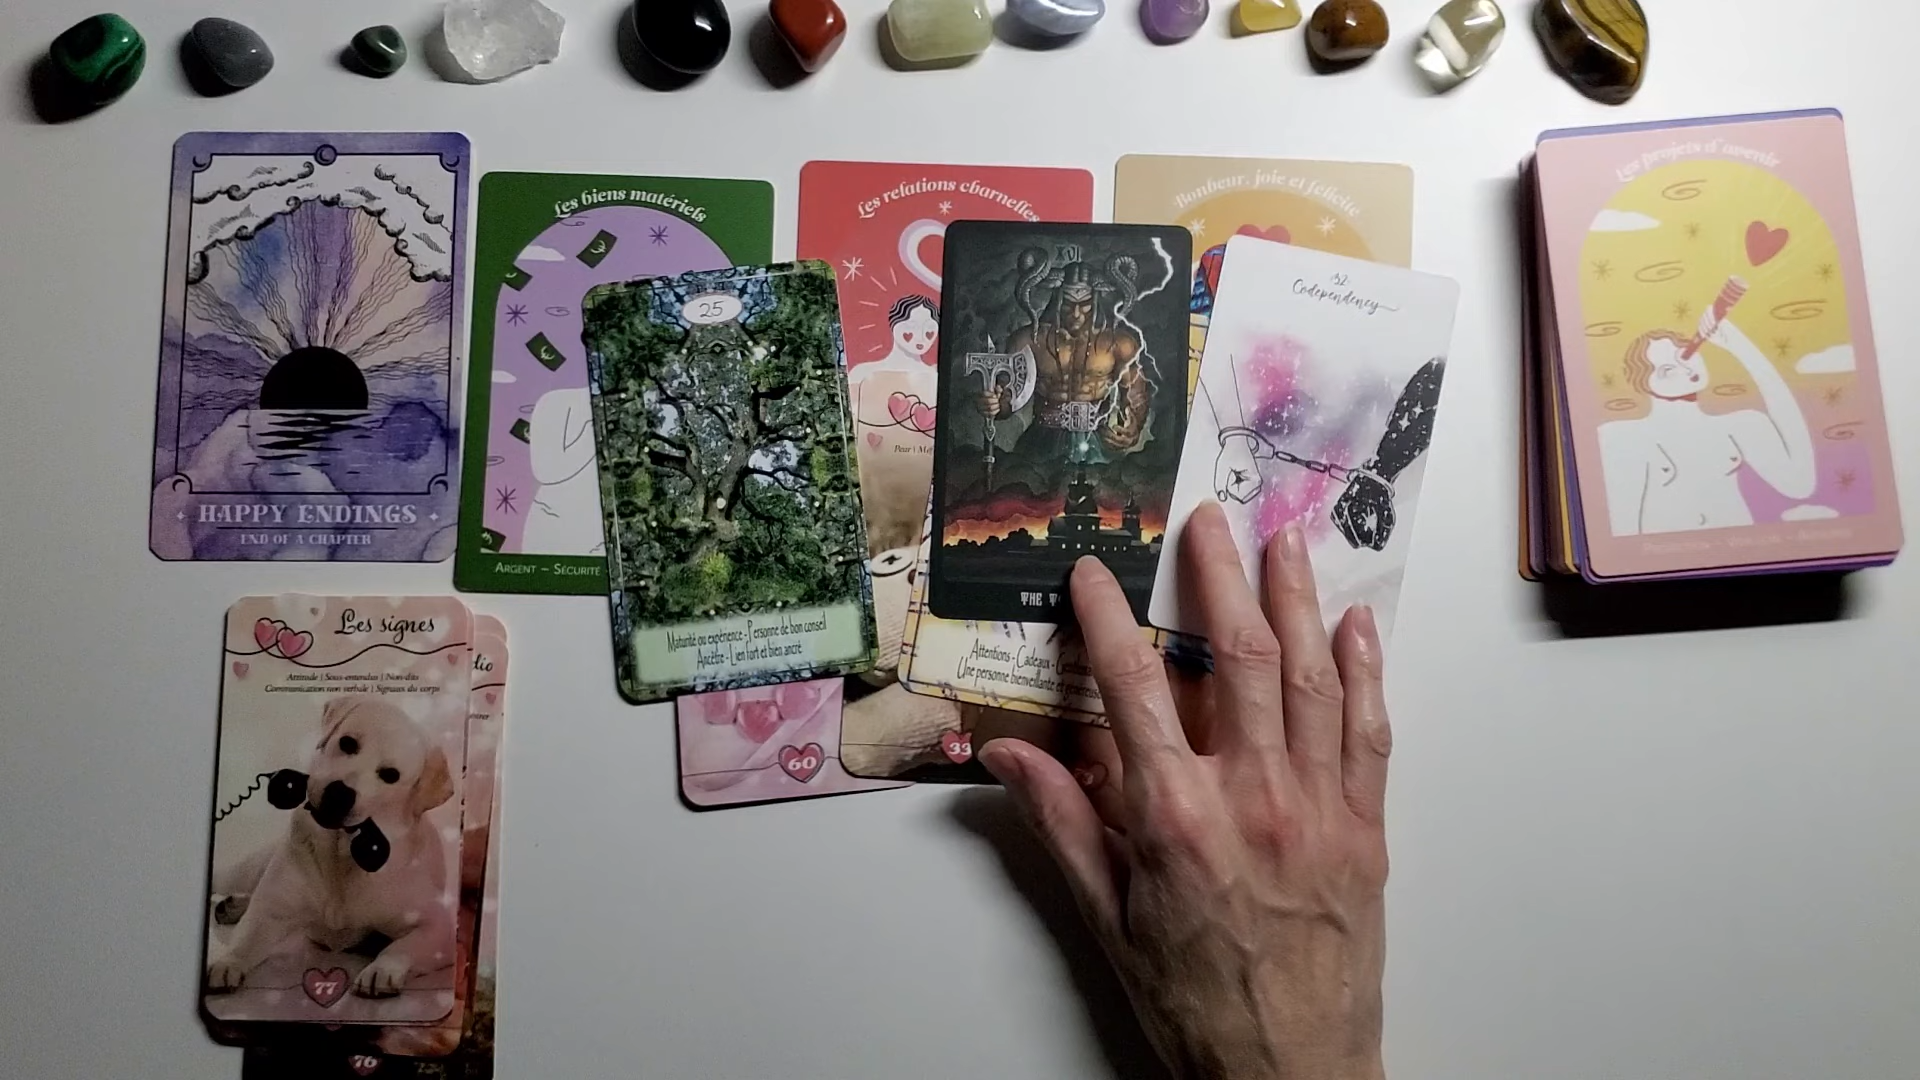 HAPPY ENDINGS
END OF A CHAPTER
Les biens matériels
ARGENT – SÉCURITÉ
25
Maturité ou expérience - Personne de bon conseil
Ancêtre - Lien fort et bien ancré
Les relations charnelles
Peur |
XVI
THE
Bonheur, joie et félicité
32
Codependency
Attentions - Cadeaux -
Une personne bienveillante et généreuse
60
33
Les projets d'avenir
Les signes
Attitude | Sous-entendus | Non-dits
Communication non verbale | Signaux du corps
77
76